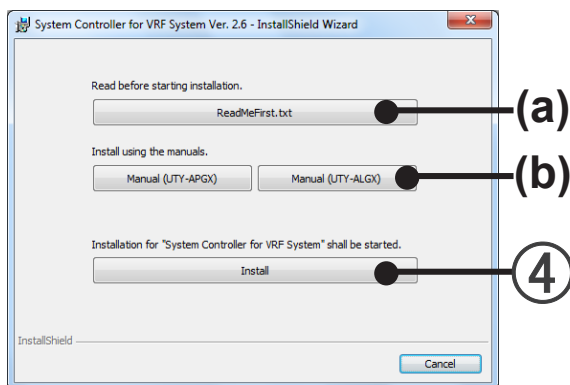 System Controller for VRF System Ver. 2.6 - InstallShield Wizard
Read before starting installation.
ReadMeFirst.txt
(a)
Install using the manuals.
Manual (UTY-APGX) Manual (UTY-ALGX)
(b)
Installation for "System Controller for VRF System" shall be started.
Install
④
InstallShield
Cancel